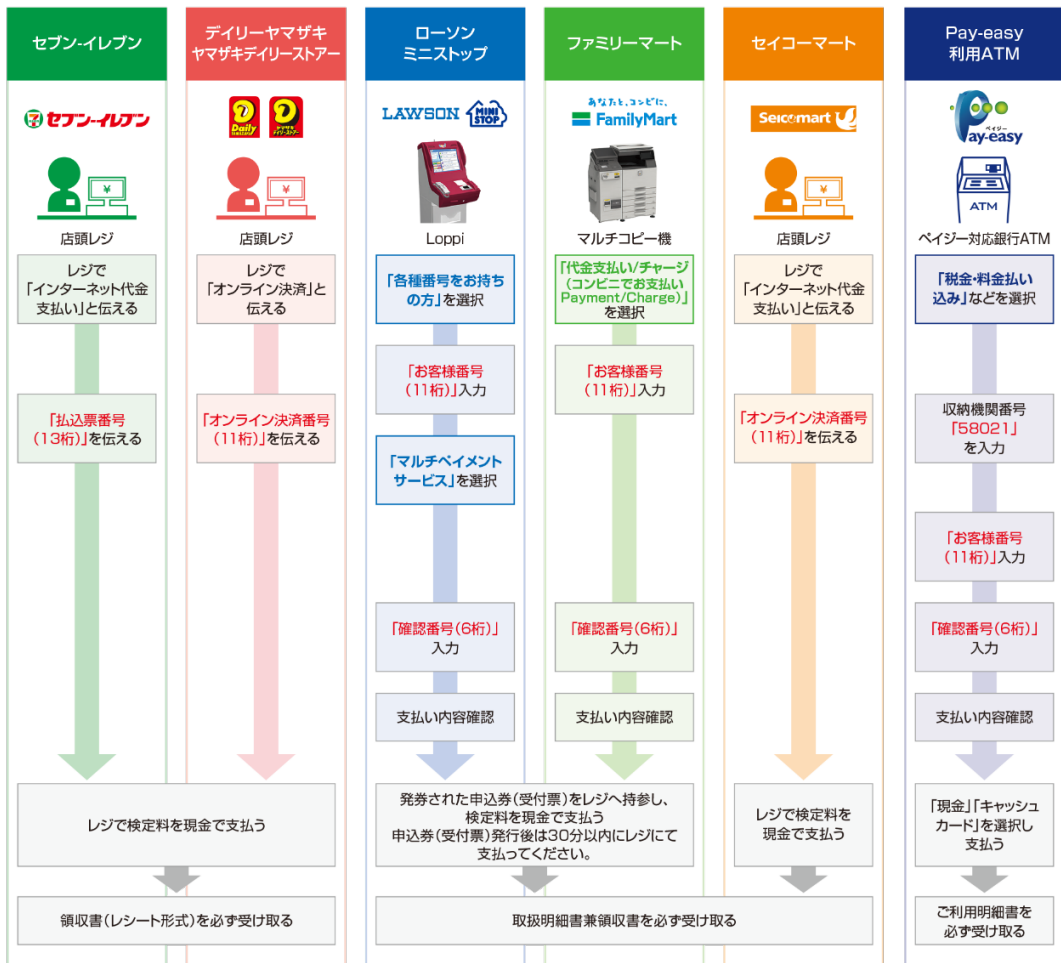 セブン-イレブン
デイリーヤマザキ
ヤマザキデイリーストアー
ローソン
ミニストップ
ファミリーマート
セイコーマート
Pay-easy
利用ATM
セブン-イレブン
Daily
デイリーストアー
LAWSON
MINI
STOP
あなたと、コンビに、
FamilyMart
Seicomart
ペイジー
Pay-easy
¥
¥
¥
ATM
店頭レジ
店頭レジ
Loppi
マルチコピー機
店頭レジ
ペイジー対応銀行ATM
レジで
「インターネット代金
支払い」と伝える
レジで
「オンライン決済」と
伝える
「各種番号をお持ち
の方」を選択
「代金支払い/チャージ
(コンビニでお支払い
Payment/Charge)」
を選択
レジで
「インターネット代金
支払い」と伝える
「税金・料金払い
込み」などを選択
「お客様番号
(11桁)」入力
「お客様番号
(11桁)」入力
「払込票番号
(13桁)」を伝える
「オンライン決済番号
(11桁)」を伝える
「マルチペイメント
サービス」を選択
「オンライン決済番号
(11桁)」を伝える
収納機関番号
「58021」
を入力
「お客様番号
(11桁)」入力
「確認番号(6桁)」
入力
「確認番号(6桁)」
入力
「確認番号(6桁)」
入力
支払い内容確認
支払い内容確認
支払い内容確認
レジで検定料を現金で支払う
発券された申込券(受付票)をレジへ持参し、
検定料を現金で支払う
申込券(受付票)発行後は30分以内にレジにて
支払ってください。
レジで検定料を
現金で支払う
「現金」「キャッシュ
カード」を選択し
支払う
領収書(レシート形式)を必ず受け取る
取扱明細書兼領収書を必ず受け取る
ご利用明細書を
必ず受け取る